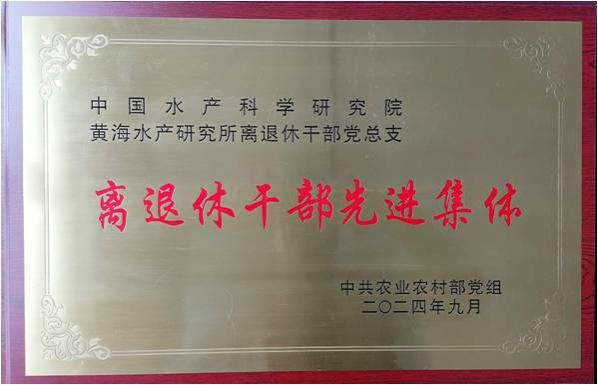 中国水产科学研究院
黄海水产研究所离退休干部党总支
离退休干部先进集体
中共农业农村部党组
二〇二四年九月